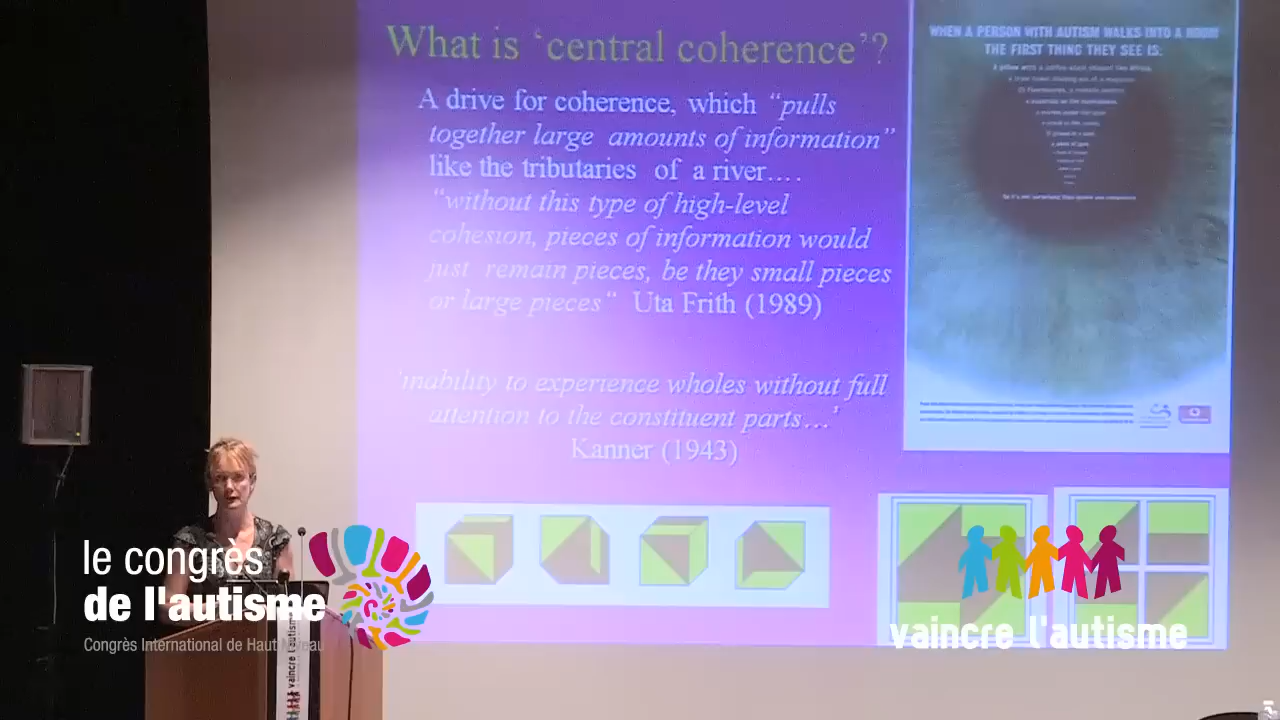 What is ‘central coherence’?
A drive for coherence, which “pulls
together large amounts of information”
like the tributaries of a river….
“without this type of high-level
cohesion, pieces of information would
just remain pieces, be they small pieces
or large pieces“ Uta Frith (1989)
‘inability to experience wholes without full
attention to the constituent parts…’
Kanner (1943)
WHEN A PERSON WITH AUTISM WALKS INTO A ROOM
THE FIRST THING THEY SEE IS:
le congrès
de l'autisme
Congrès International de Haut Niveau
vaincre l'autisme
vaincre l'autisme